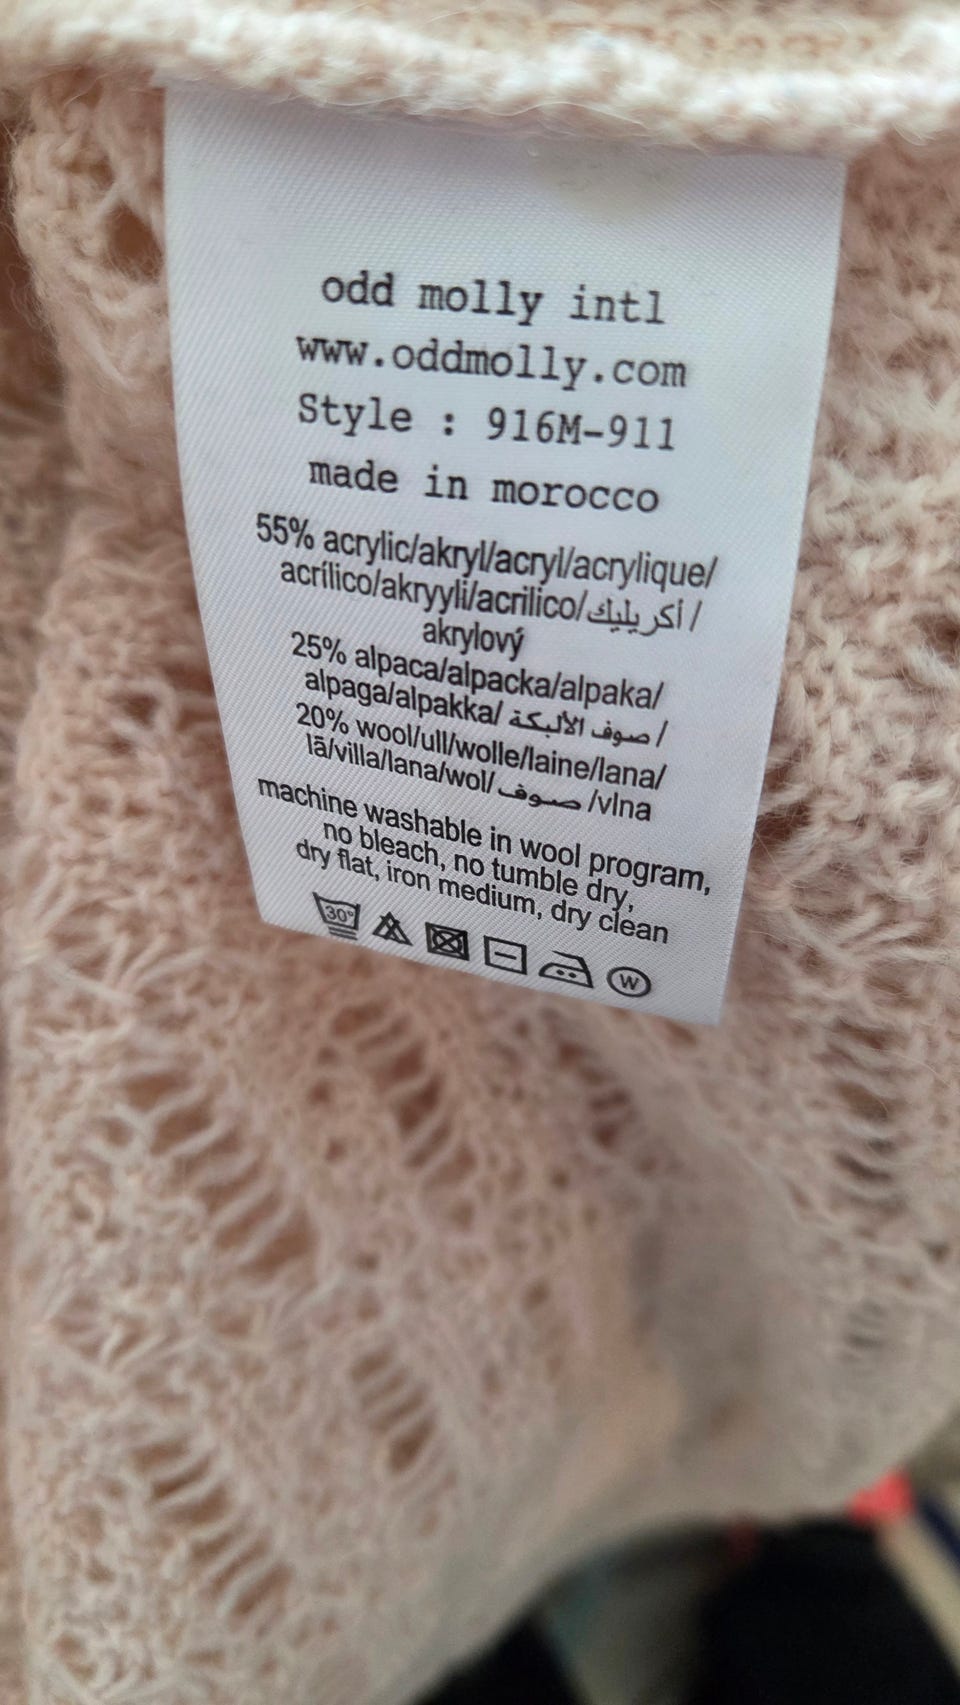 odd molly intl
www.oddmolly.com
Style : 916M-911
made in morocco
55% acrylic/akryl/acryl/acrylique/
acrílico/akryyli/acrilico/أكريليك/
akrylový
25% alpaca/alpacka/alpaka/
alpaga/alpakka/صوف الألبكة/
20% wool/ull/wolle/laine/lana/
lã/villa/lana/wol/صوف/vlna
machine washable in wool program,
no bleach, no tumble dry,
dry flat, iron medium, dry clean
30° W